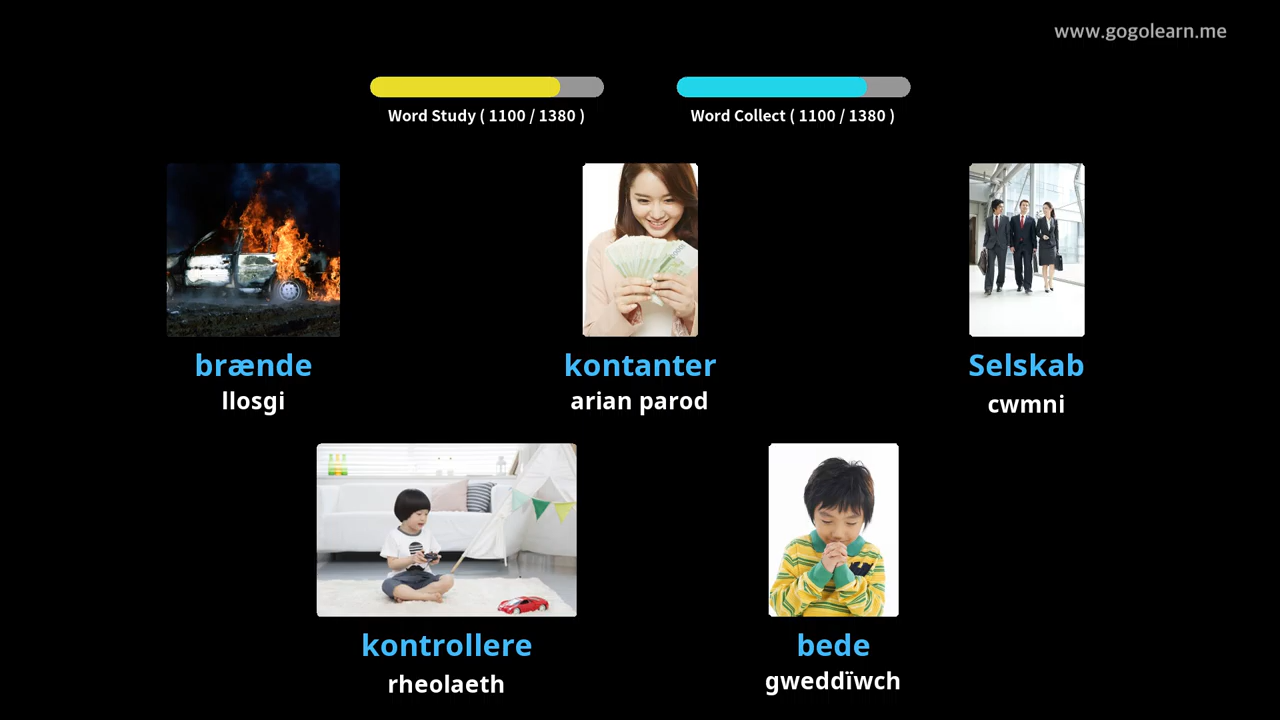 www.gogolearn.me
Word Study ( 1100 / 1380 )
Word Collect ( 1100 / 1380 )
brænde
llosgi
kontanter
arian parod
Selskab
cwmni
kontrollere
rheolaeth
bede
gweddïwch